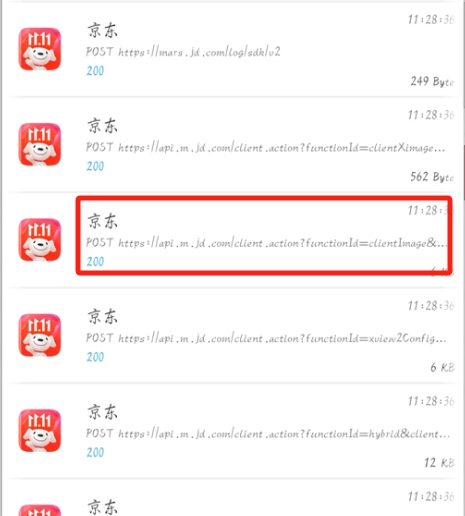 11:28:36
京东
POST https://mars.jd.com/log/sdk/v2
200
249 Byte
11.11
11:28:36
京东
POST https://api.m.jd.com/client.action?functionId=clientXimage...
200
562 Byte
11.11
11:28:36
京东
POST https://api.m.jd.com/client.action?functionId=clientImage&...
200
6 KB
11.11
11:28:36
京东
POST https://api.m.jd.com/client.action?functionId=xview2Config...
200
6 KB
11.11
11:28:36
京东
POST https://api.m.jd.com/client.action?functionId=hybrid&client...
200
12 KB
11.11
11:28:36
京东